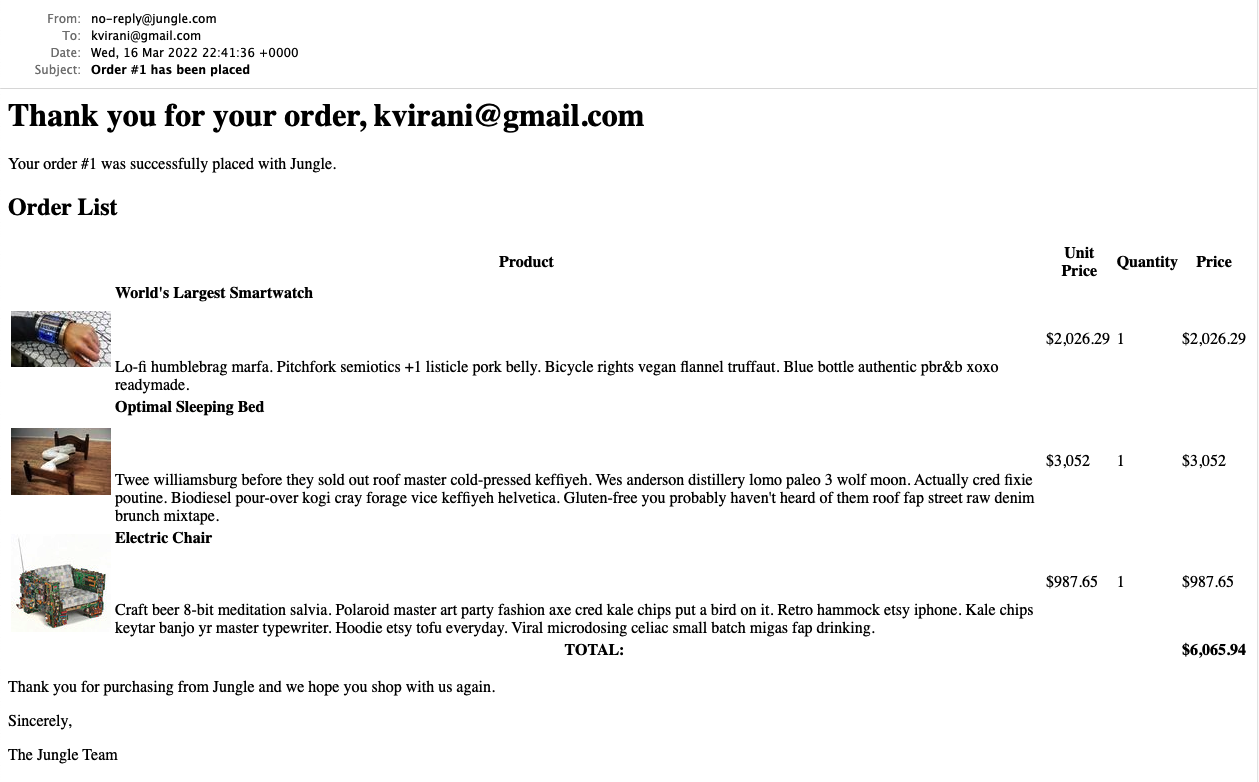 From: no-reply@jungle.com
To: kvirani@gmail.com
Date: Wed, 16 Mar 2022 22:41:36 +0000
Subject: Order #1 has been placed
Thank you for your order, kvirani@gmail.com
Your order #1 was successfully placed with Jungle.
Order List
Product Unit Price Quantity Price
World's Largest Smartwatch
$2,026.29 1 $2,026.29
Lo-fi humblebrag marfa. Pitchfork semiotics +1 listicle pork belly. Bicycle rights vegan flannel truffaut. Blue bottle authentic pbr&b xoxo
readymade.
Optimal Sleeping Bed
$3,052 1 $3,052
Twee williamsburg before they sold out roof master cold-pressed keffiyeh. Wes anderson distillery lomo paleo 3 wolf moon. Actually cred fixie
poutine. Biodiesel pour-over kogi cray forage vice keffiyeh helvetica. Gluten-free you probably haven't heard of them roof fap street raw denim
brunch mixtape.
Electric Chair
$987.65 1 $987.65
Craft beer 8-bit meditation salvia. Polaroid master art party fashion axe cred kale chips put a bird on it. Retro hammock etsy iphone. Kale chips
keytar banjo yr master typewriter. Hoodie etsy tofu everyday. Viral microdosing celiac small batch migas fap drinking.
TOTAL: $6,065.94
Thank you for purchasing from Jungle and we hope you shop with us again.
Sincerely,
The Jungle Team